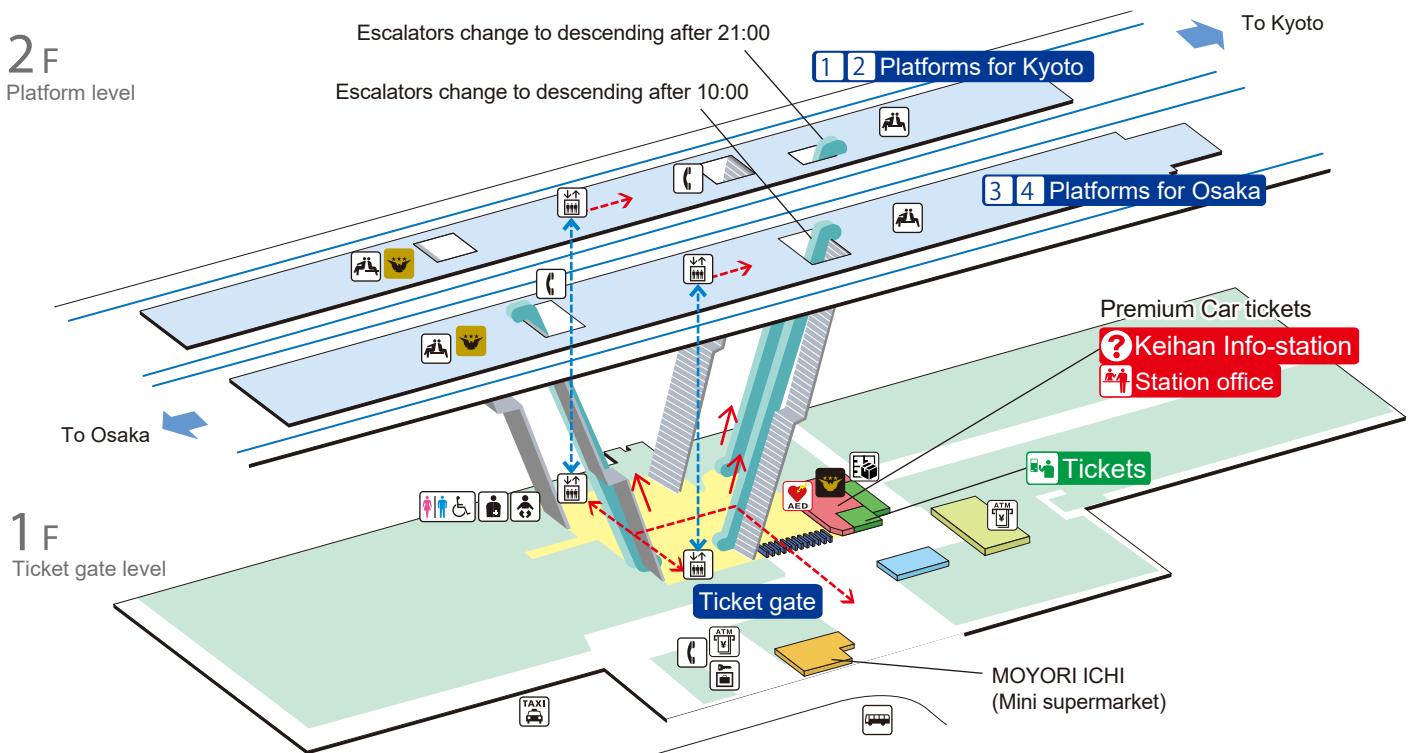 2 F
Platform level
Escalators change to descending after 21:00
Escalators change to descending after 10:00
To Kyoto
1 2 Platforms for Kyoto
3 4 Platforms for Osaka
To Osaka
Premium Car tickets
? Keihan Info-station
Station office
Tickets
AED
ATM
¥
1 F
Ticket gate level
Ticket gate
ATM
¥
MOYORI ICHI
(Mini supermarket)
TAXI